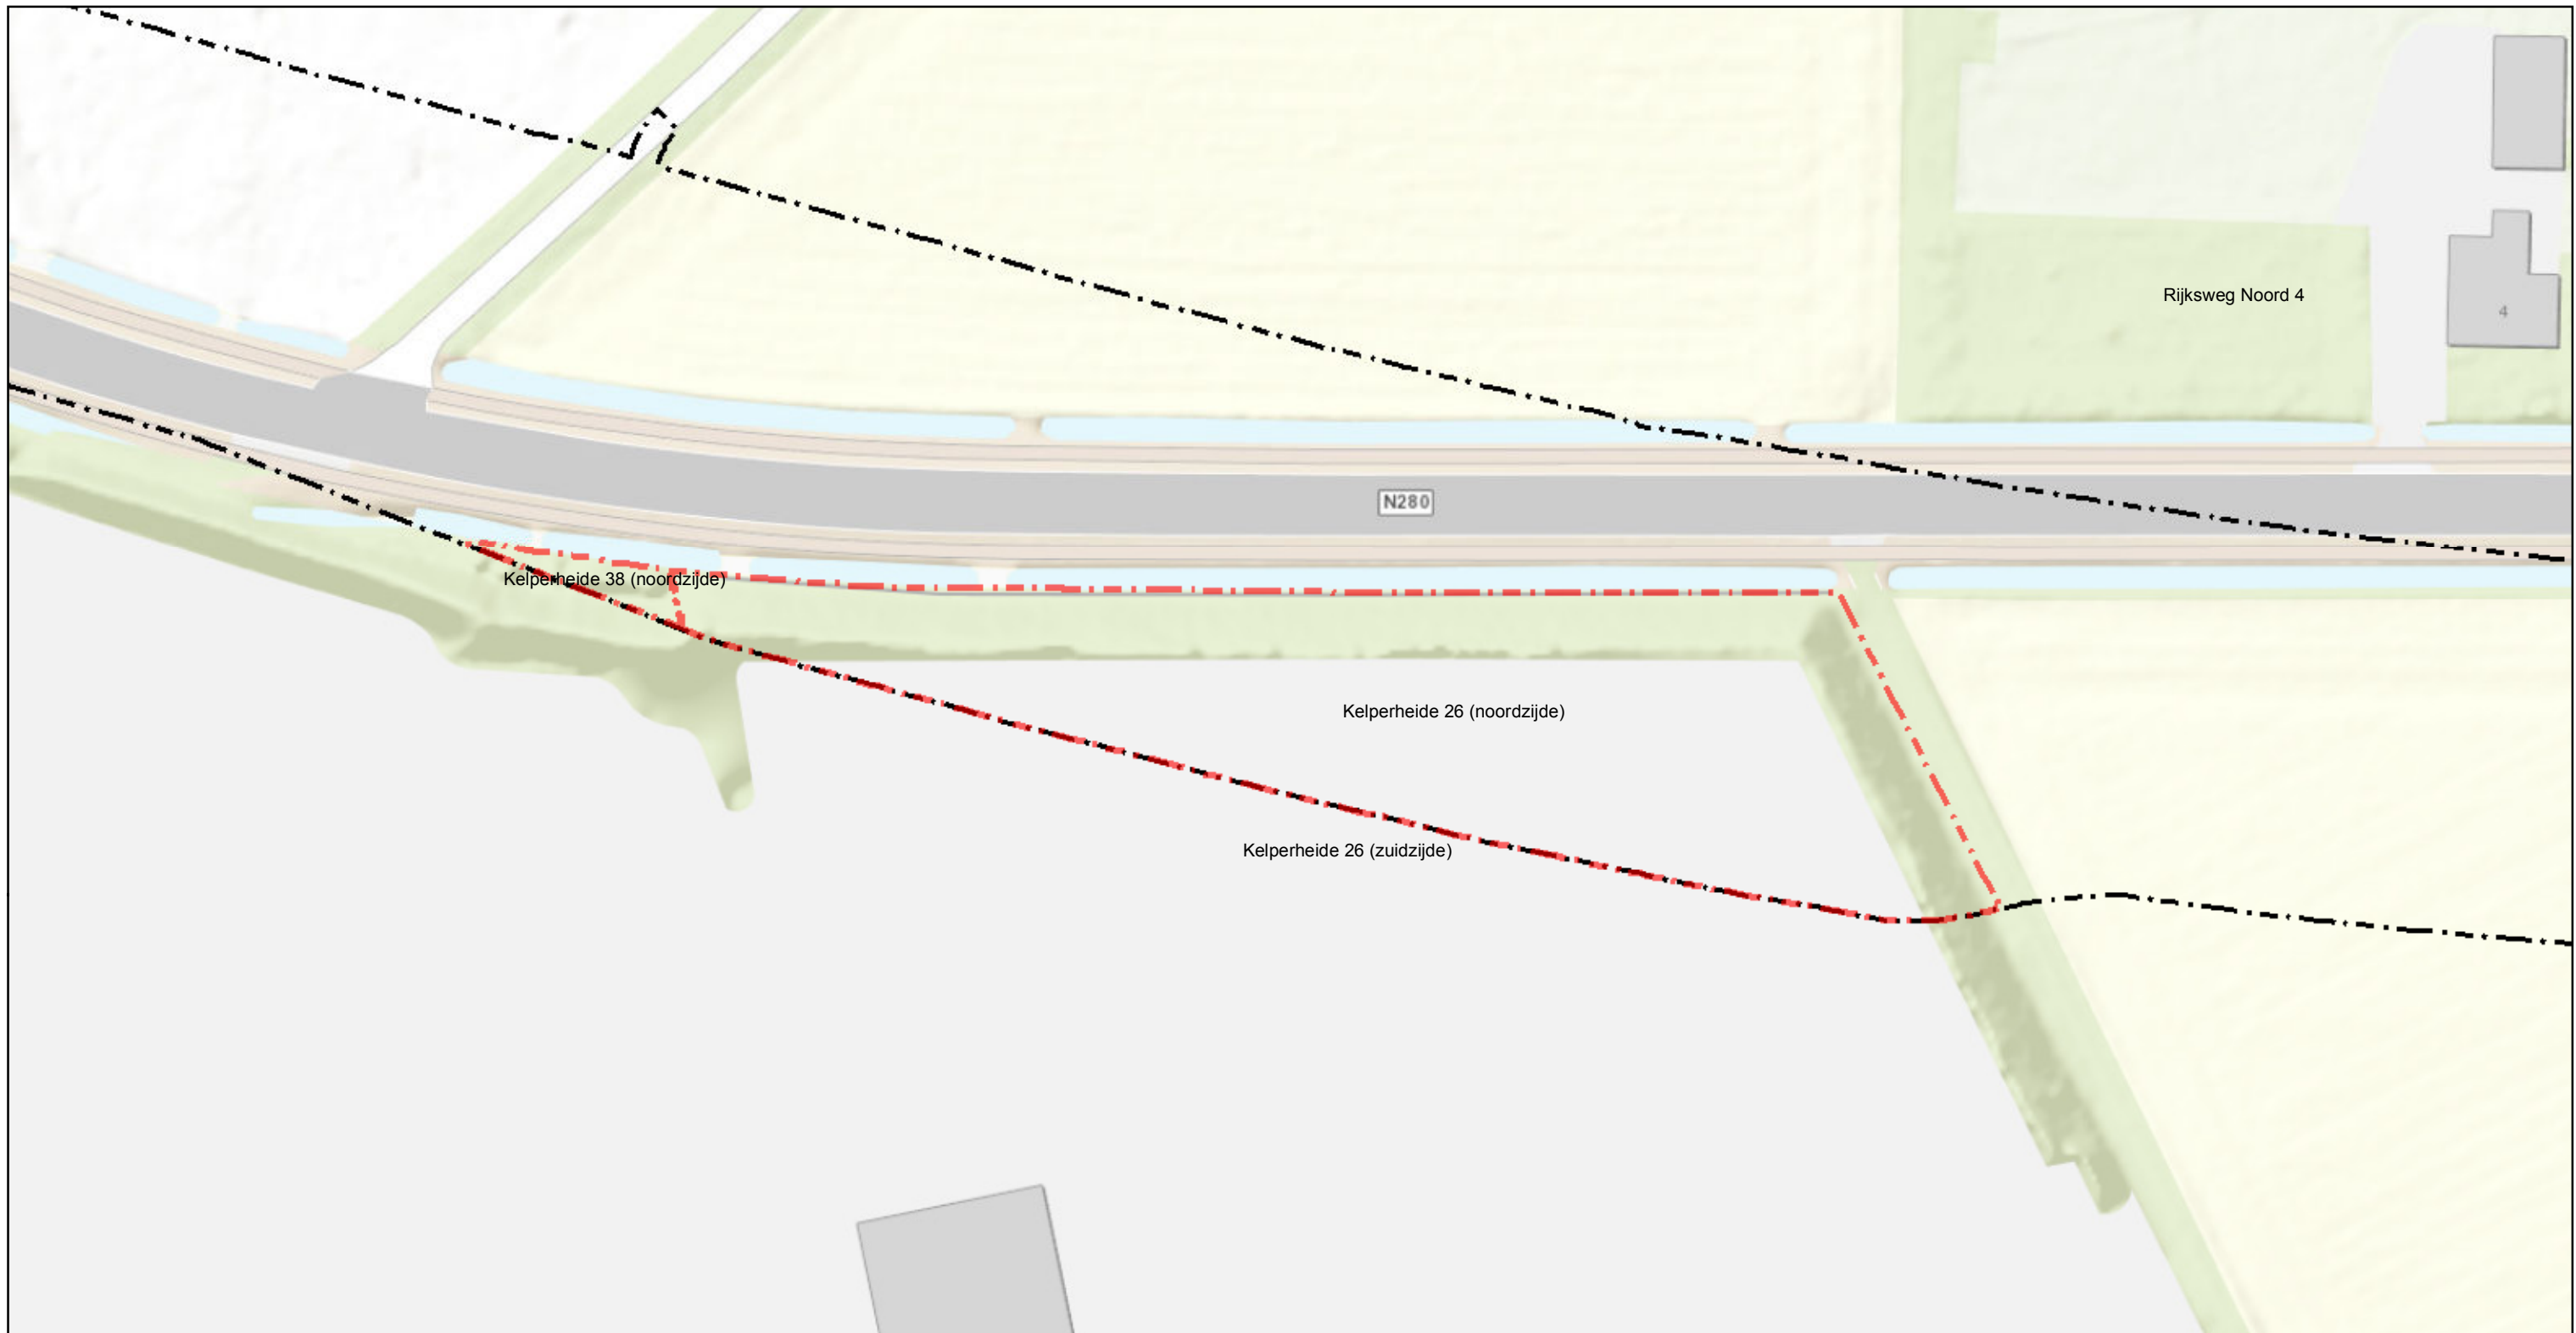 Rijksweg Noord 4
4
N280
Kelperheide 38 (noordzijde)
Kelperheide 26 (noordzijde)
Kelperheide 26 (zuidzijde)